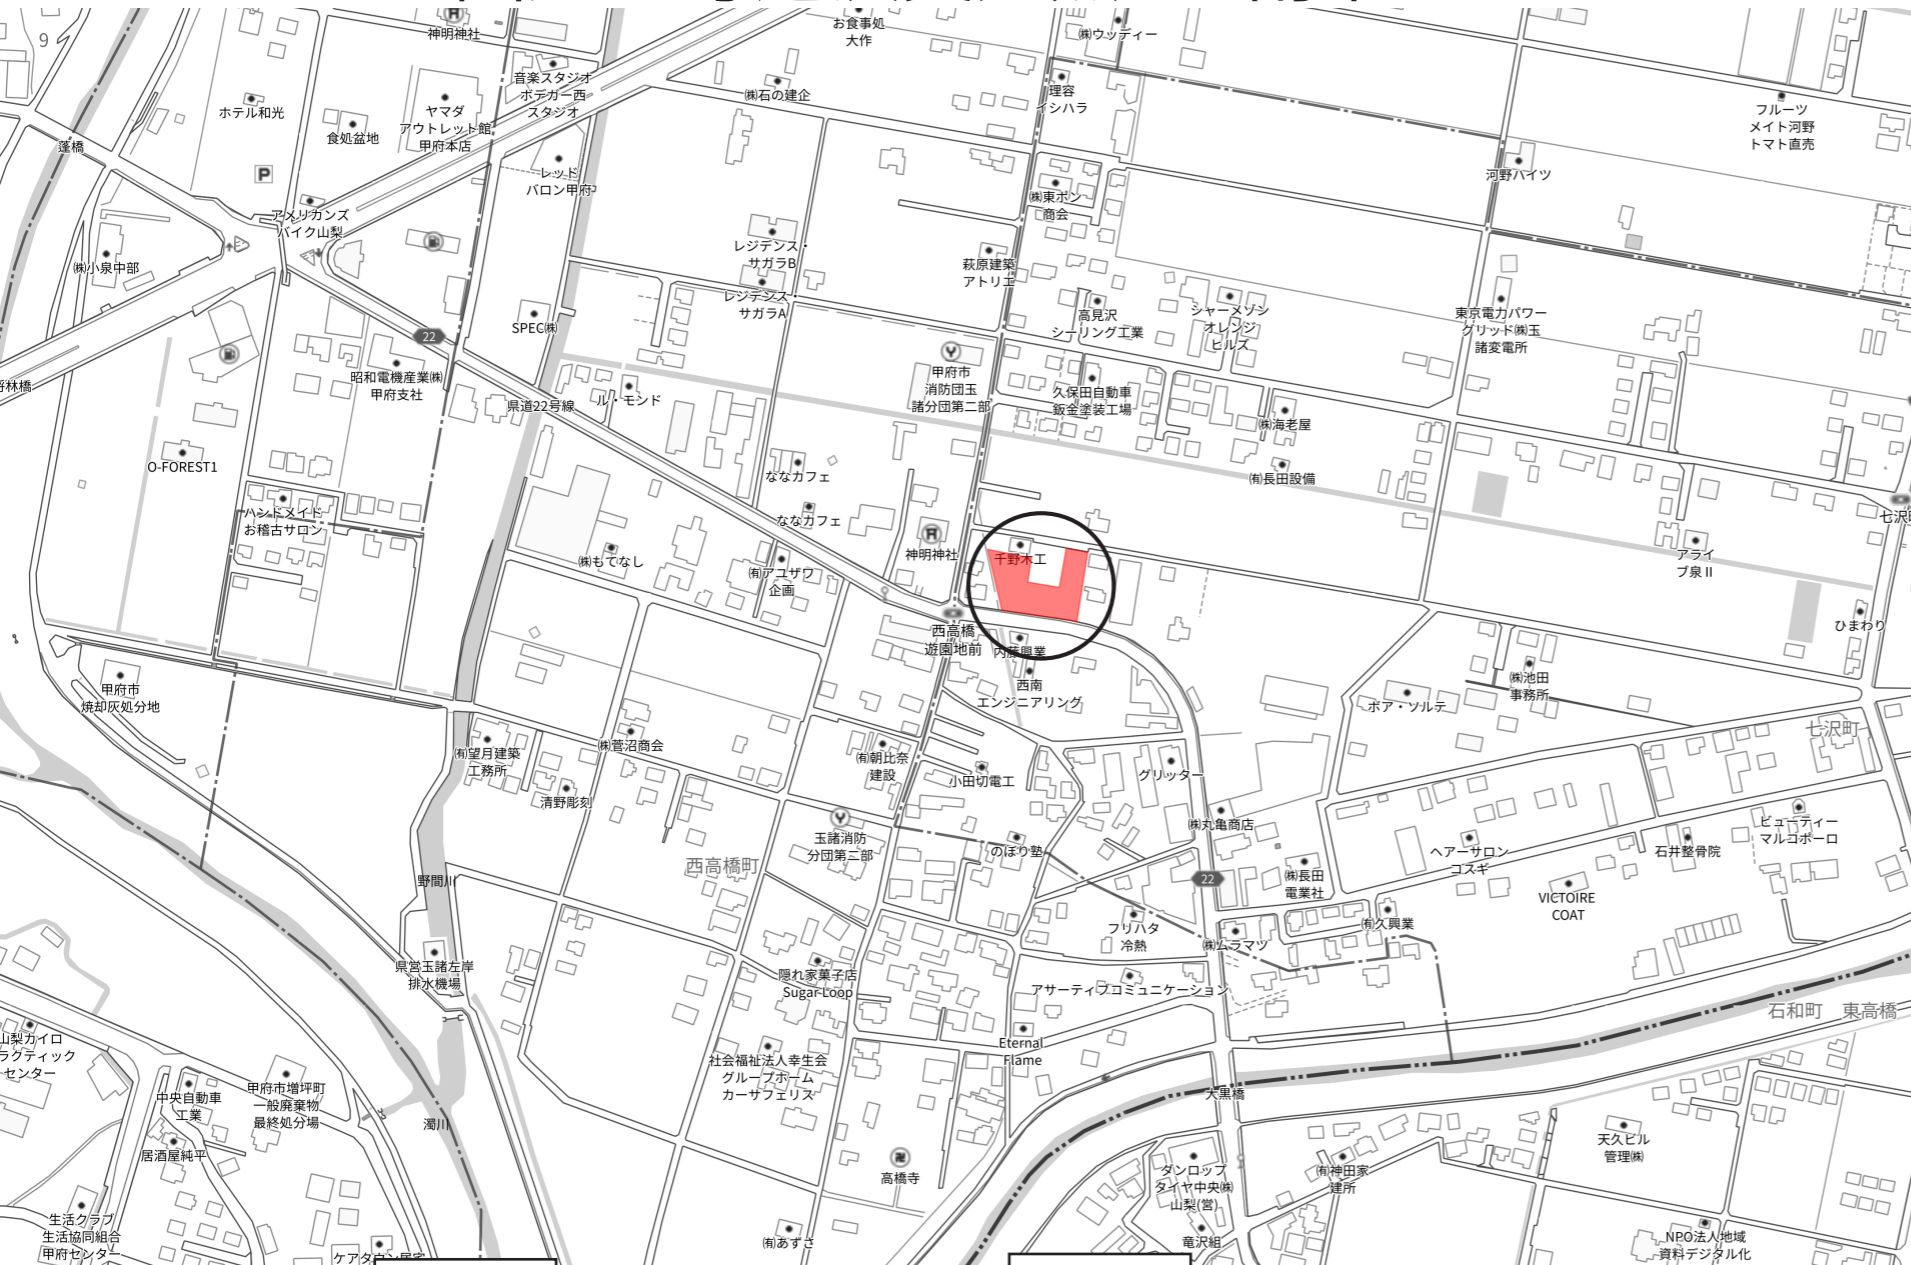 お食事処
大作
㈱ウッディー
神明神社
9
音楽スタジオ
ボデガー西
スタジオ
㈱石の建企
理容
イシハラ
ホテル和光
食処盆地
ヤマダ
アウトレット館
甲府本店
フルーツ
メイト河野
トマト直売
蓬橋
P
レッド
バロン甲府
河野ハイツ
㈱東ポン
商会
アメリカンズ
バイク山梨
㈱小泉中部
レジデンス・
サガラB
レジデンス・
サガラA
萩原建築
アトリエ
高見沢
シーリング工業
シャーメゾン
オレンジ
ヒルズ
東京電力パワー
グリッド㈱玉
諸変電所
SPEC㈱
22
昭和電機産業㈱
甲府支社
県道22号線
ル・モンド
甲府市
消防団玉
諸分団第二部
久保田自動車
鈑金塗装工場
㈱海老屋
㈲長田設備
O-FOREST1
ななカフェ
ななカフェ
ハンドメイド
お稽古サロン
㈱もてなし
㈲アユザワ
企画
神明神社
千野木工
アライ
ブ泉Ⅱ
ひまわり
西高橋
遊園地前
内藤興業
西南
エンジニアリング
㈱池田
事務所
ボア・ソルテ
七沢町
甲府市
焼却灰処分地
㈲望月建築
工務所
㈱菅沼商会
清野彫刻
㈲朝比奈
建設
小田切電工
グリッター
㈱丸亀商店
玉諸消防
分団第二部
のぼり塾
西高橋町
22
㈱長田
電業社
ヘアーサロン
コスギ
石井整骨院
ビューティー
マルコポーロ
VICTOIRE
COAT
野間川
フリハタ
冷熱
㈱ムラマツ
㈲久興業
県営玉諸左岸
排水機場
隠れ家菓子店
Sugar Loop
アサーティブコミュニケーション
石和町 東高橋
山梨カイロ
ラクティック
センター
Eternal
Flame
社会福祉法人幸生会
グループホーム
カーサフェリス
中央自動車
工業
甲府市増坪町
一般廃棄物
最終処分場
濁川
大黒橋
居酒屋純平
高橋寺
ダンロップ
タイヤ中央㈱
山梨(営)
竜沢組
㈲神田家
建所
天久ビル
管理㈱
生活クラブ
生活協同組合
甲府センター
㈲あずさ
NPO法人地域
資料デジタル化